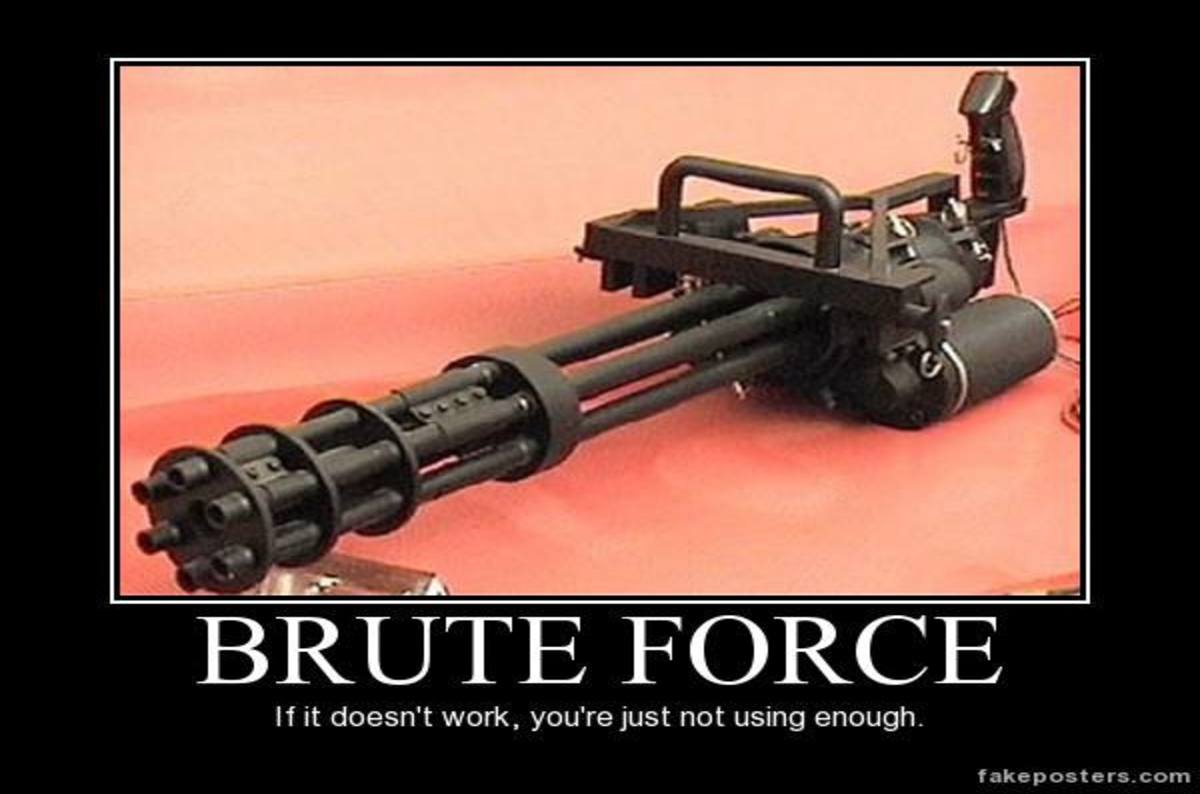 BRUTE FORCE
If it doesn't work, you're just not using enough.
fakeposters.com